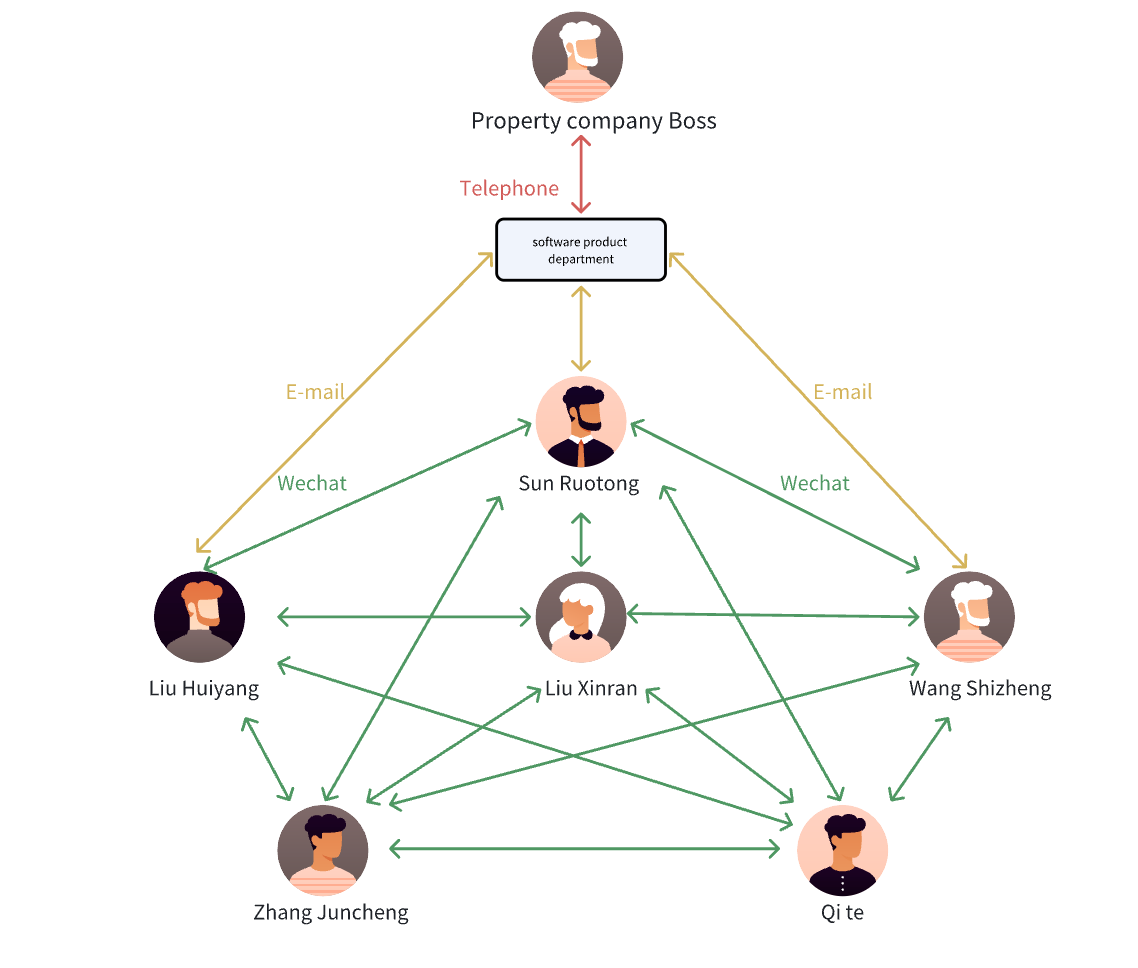 Property company Boss
Telephone
software product
department
E-mail
E-mail
Wechat
Sun Ruotong
Wechat
Liu Huiyang
Liu Xinran
Wang Shizheng
Zhang Juncheng
Qi te